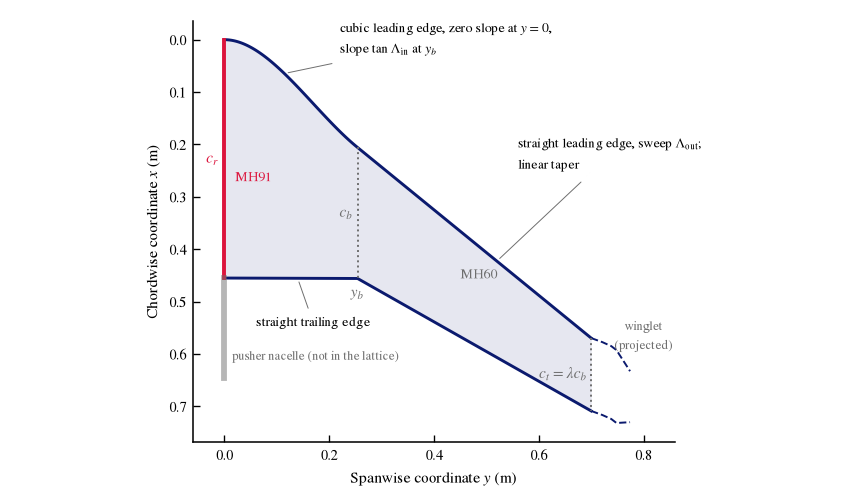 cubic leading edge, zero slope at y = 0,
slope tan Λin at yb
straight leading edge, sweep Λout;
linear taper
cr
MH91
cb
MH60
yb
straight trailing edge
pusher nacelle (not in the lattice)
winglet
(projected)
ct = λcb
Chordwise coordinate x (m)
0.0
0.1
0.2
0.3
0.4
0.5
0.6
0.7
0.0 0.2 0.4 0.6 0.8
Spanwise coordinate y (m)